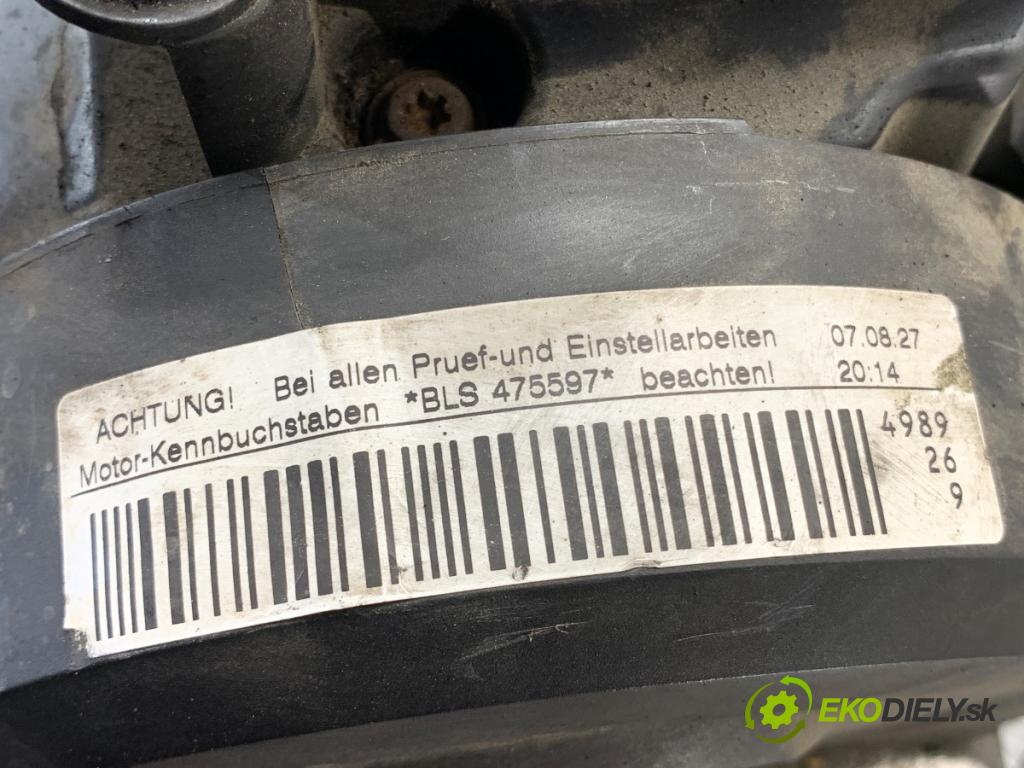 ACHTUNG! Bei allen Pruef-und Einstellarbeiten 07.08.27
Motor-Kennbuchstaben *BLS 475597* beachten! 20:14
4989
26
9
EKODIELY.sk